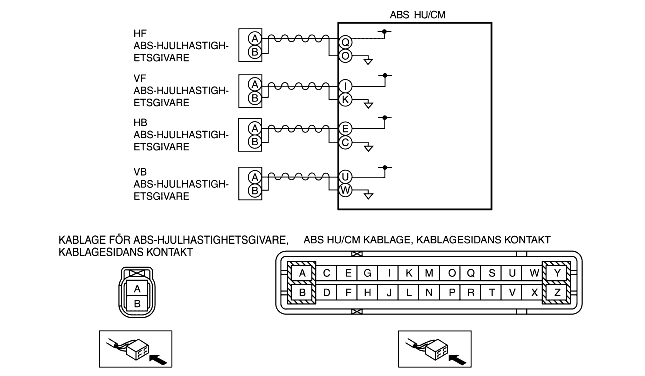 ABS HU/CM
HF
ABS-HJULHASTIGH-
ETSGIVARE
A
B
Q
O
VF
ABS-HJULHASTIGH-
ETSGIVARE
A
B
I
K
HB
ABS-HJULHASTIGH-
ETSGIVARE
A
B
E
C
VB
ABS-HJULHASTIGH-
ETSGIVARE
A
B
U
W
KABLAGE FÖR ABS-HJULHASTIGHETSGIVARE,
KABLAGESIDANS KONTAKT
A
B
ABS HU/CM KABLAGE, KABLAGESIDANS KONTAKT
A C E G I K M O Q S U W Y
B D F H J L N P R T V X Z